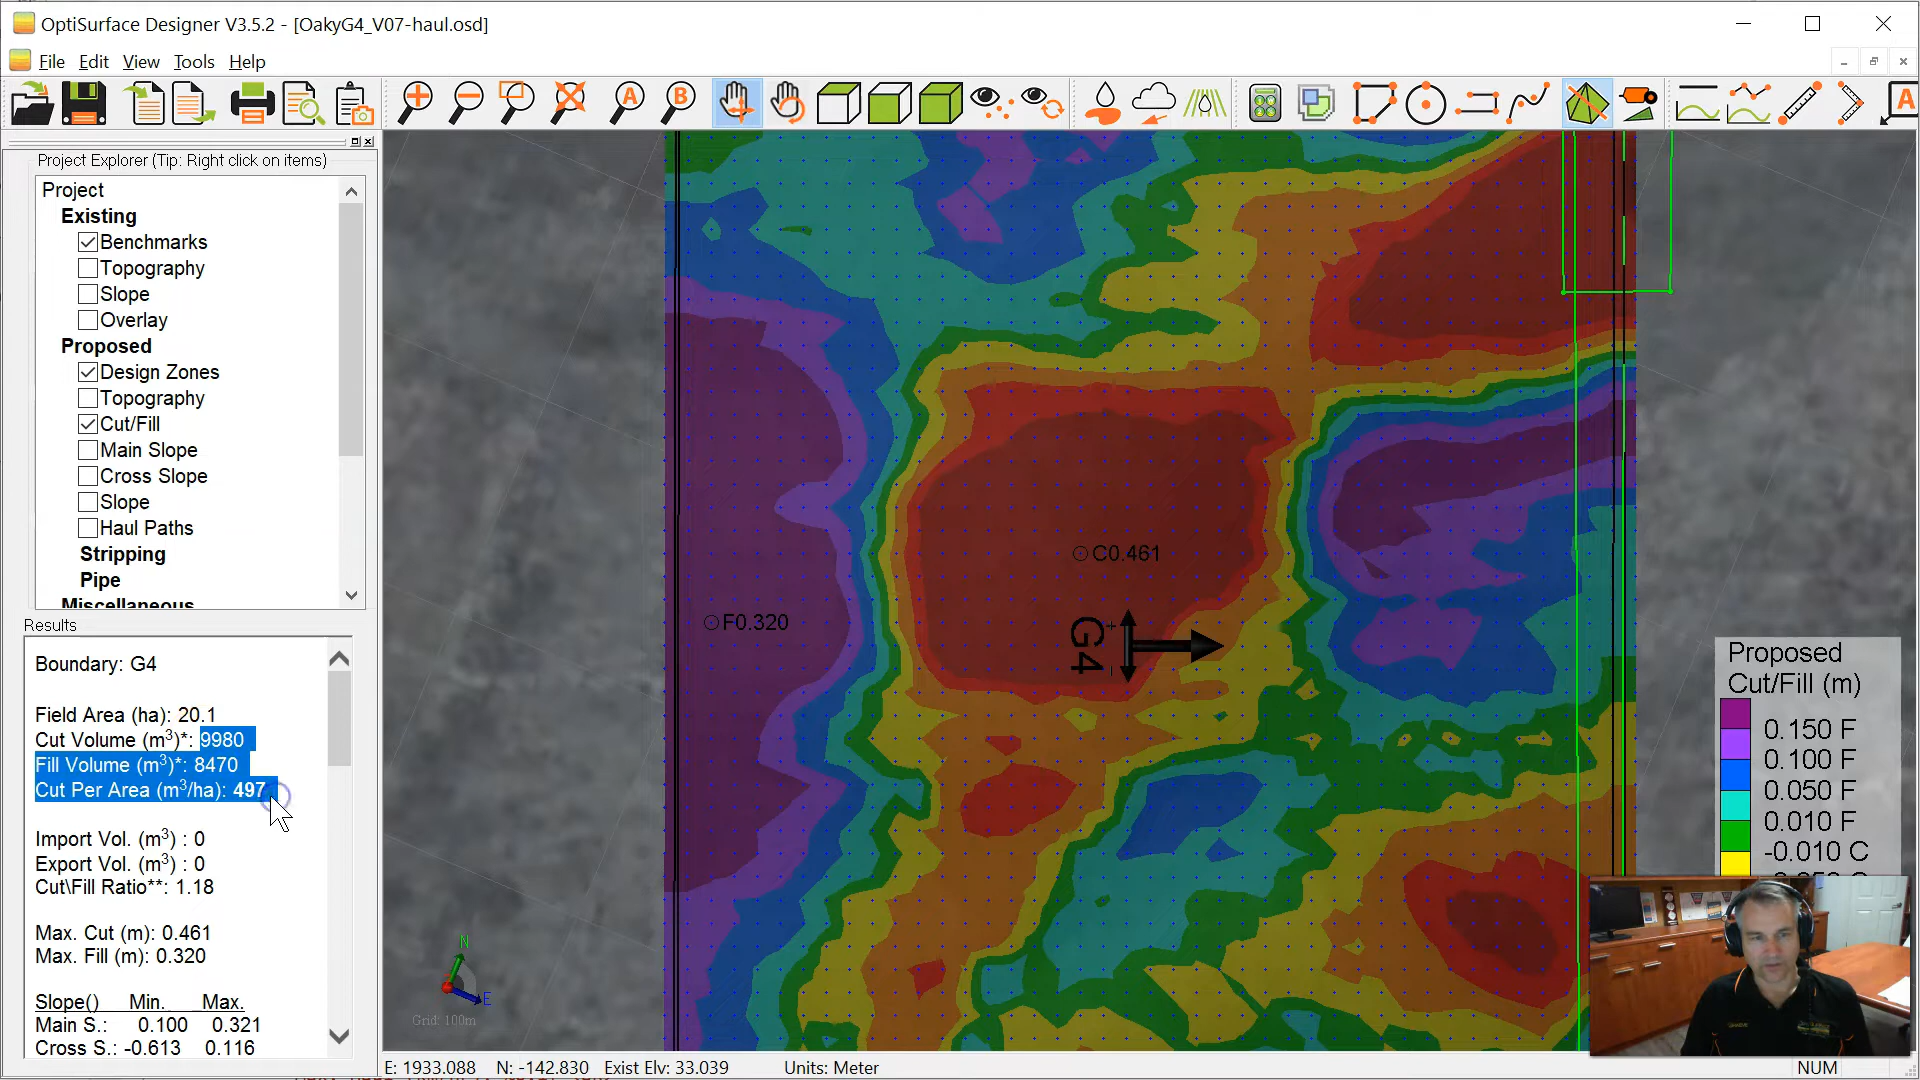 OptiSurface Designer V3.5.2 - [OakyG4_V07-haul.osd]
File Edit View Tools Help
A B A
Project Explorer (Tip: Right click on items)
Project
Existing
Benchmarks
Topography
Slope
Overlay
Proposed
Design Zones
Topography
Cut/Fill
Main Slope
Cross Slope
Slope
Haul Paths
Stripping
Pipe
Miscellaneous
Results
Boundary: G4
Field Area (ha): 20.1
Cut Volume (m3)*: 9980
Fill Volume (m3)*: 8470
Cut Per Area (m3/ha): 497
Import Vol. (m3) : 0
Export Vol. (m3) : 0
Cut\Fill Ratio**: 1.18
Max. Cut (m): 0.461
Max. Fill (m): 0.320
Slope() Min. Max.
Main S.: 0.100 0.321
Cross S.: -0.613 0.116
C0.461
F0.320
G4
+
N
E
Grid: 100m
Proposed
Cut/Fill (m)
0.150 F
0.100 F
0.050 F
0.010 F
-0.010 C
E: 1933.088 N: -142.830 Exist Elv: 33.039 Units: Meter NUM